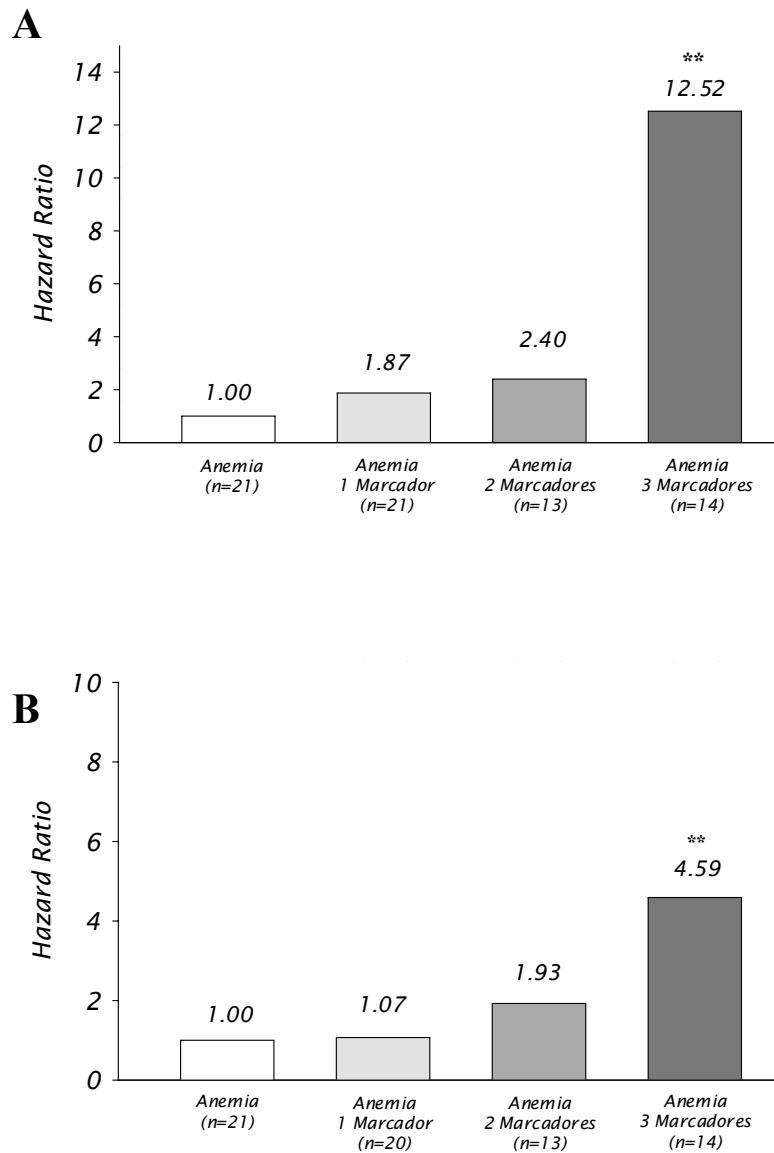 A
Hazard Ratio
14
12
10
8
6
4
2
0
1.00
1.87
2.40
**
12.52
Anemia
(n=21)
Anemia
1 Marcador
(n=21)
Anemia
2 Marcadores
(n=13)
Anemia
3 Marcadores
(n=14)
B
Hazard Ratio
10
8
6
4
2
0
1.00
1.07
1.93
**
4.59
Anemia
(n=21)
Anemia
1 Marcador
(n=20)
Anemia
2 Marcadores
(n=13)
Anemia
3 Marcadores
(n=14)